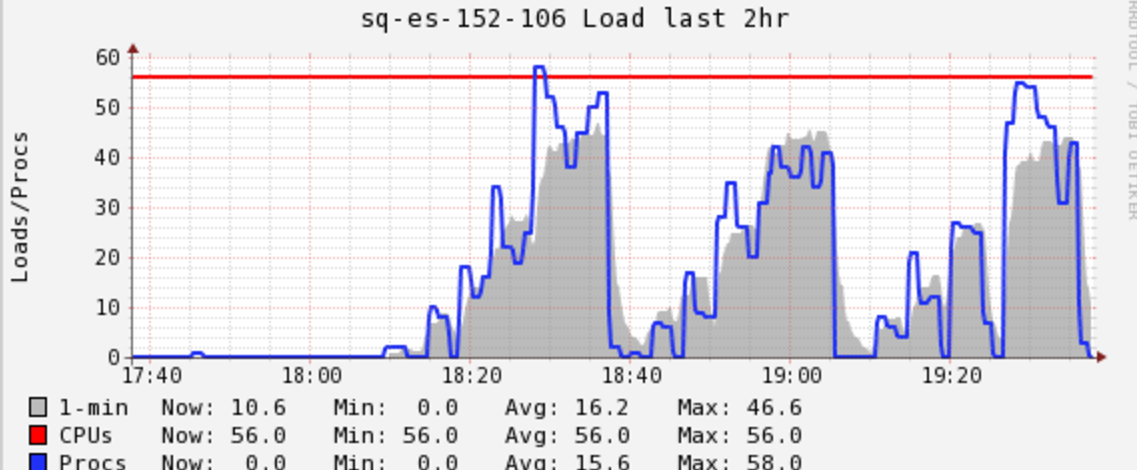 sq-es-152-106 Load last 2hr
RRDTOOL / TOBI OETIKER
Loads/Procs
60
50
40
30
20
10
0
17:40 18:00 18:20 18:40 19:00 19:20
1-min Now: 10.6 Min: 0.0 Avg: 16.2 Max: 46.6
CPUs Now: 56.0 Min: 56.0 Avg: 56.0 Max: 56.0
Procs Now: 0.0 Min: 0.0 Avg: 15.6 Max: 58.0